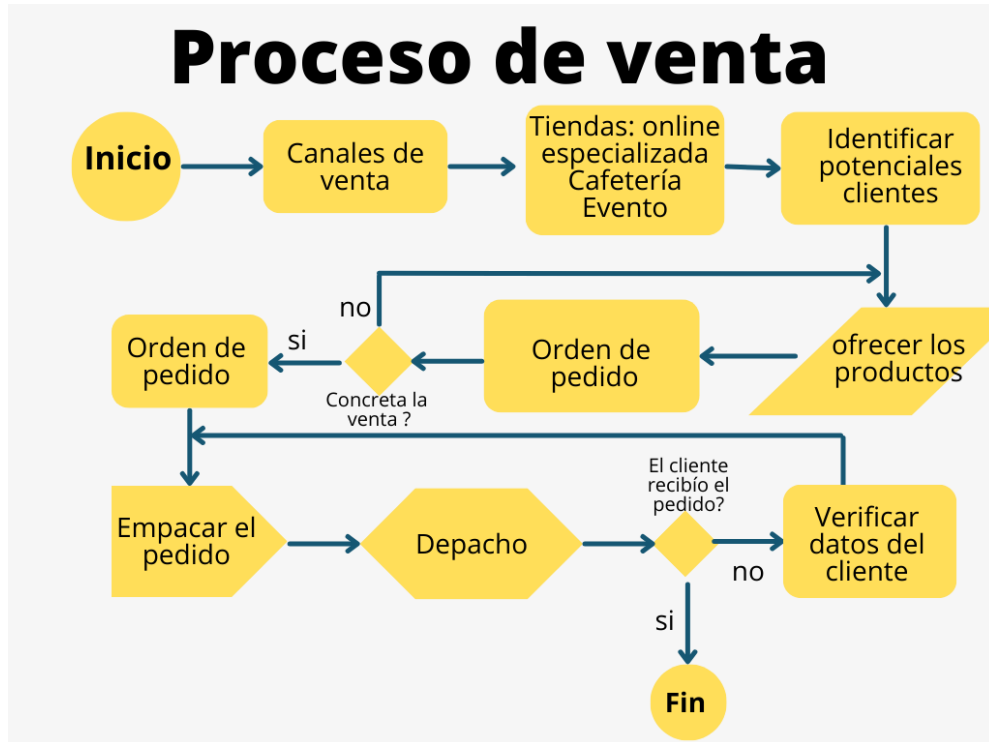 Proceso de venta
Inicio
Canales de
venta
Tiendas: online
especializada
Cafetería
Evento
Identificar
potenciales
clientes
ofrecer los
productos
Orden de
pedido
no
Concreta la
venta ?
si
Orden de
pedido
Empacar el
pedido
Depacho
El cliente
recibío el
pedido?
no
Verificar
datos del
cliente
si
Fin